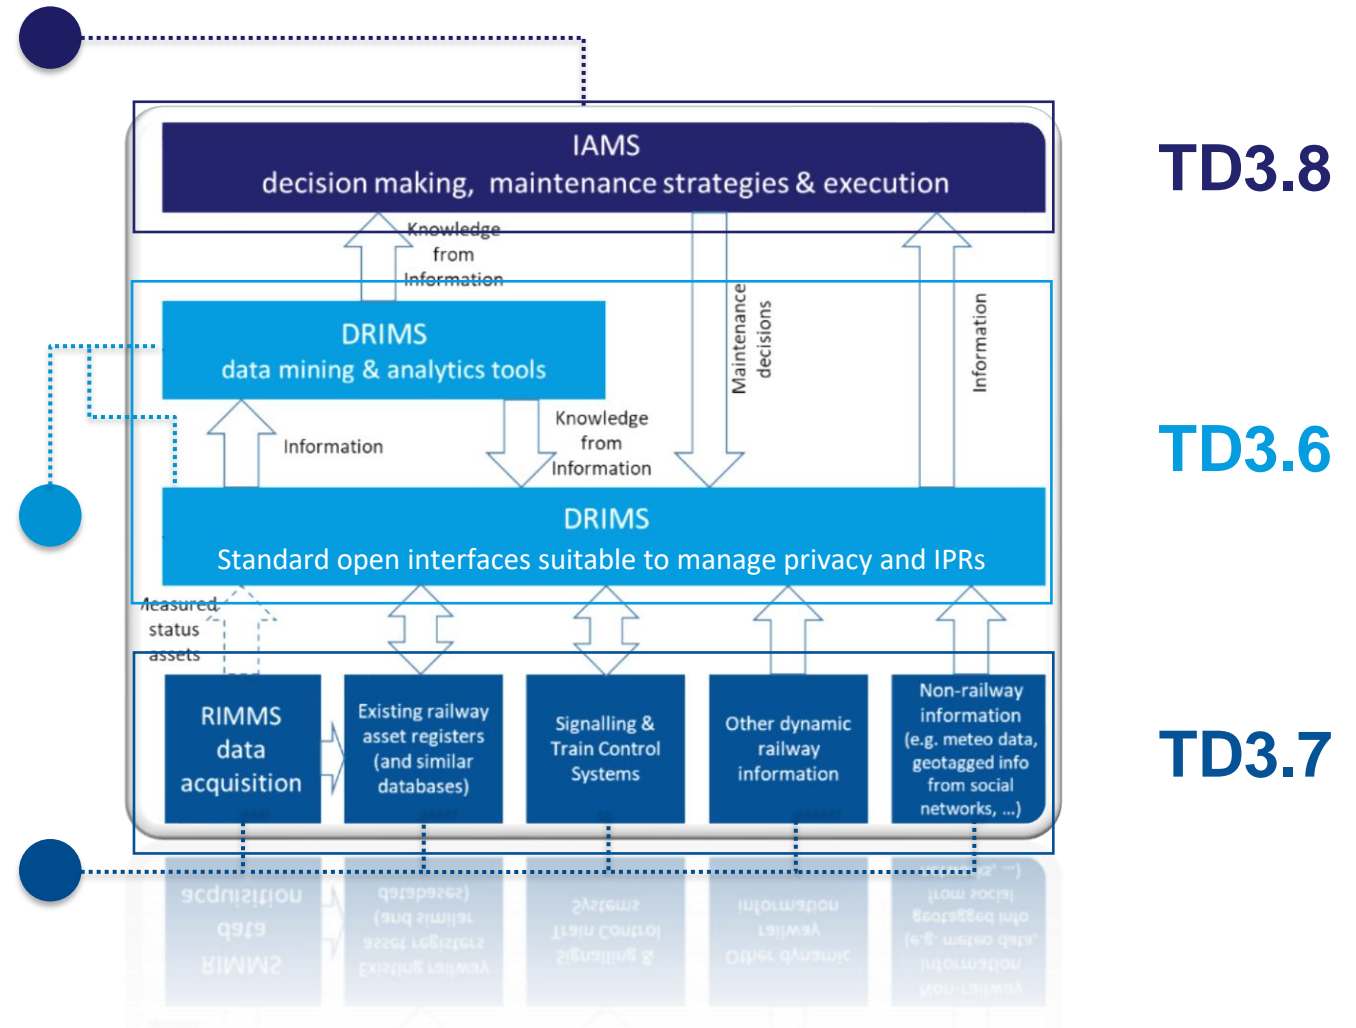 IAMS
decision making, maintenance strategies & execution
TD3.8
Knowledge
from
Information
Maintenance
decisions
Information
DRIMS
data mining & analytics tools
Information
Knowledge
from
Information
TD3.6
DRIMS
Standard open interfaces suitable to manage privacy and IPRs
Measured
status
assets
RIMMS
data
acquisition
Existing railway
asset registers
(and similar
databases)
Signalling &
Train Control
Systems
Other dynamic
railway
information
Non-railway
information
(e.g. meteo data,
geotagged info
from social
networks, ...)
TD3.7